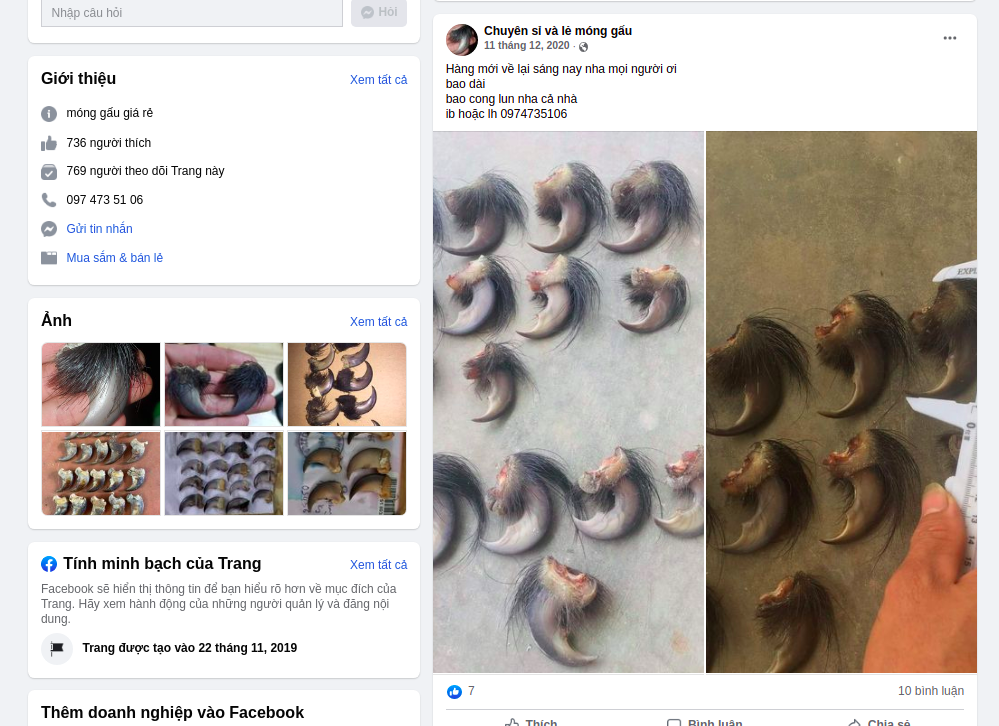 Nhập câu hỏi
Hỏi
Giới thiệu
Xem tất cả
móng gấu giá rẻ
736 người thích
769 người theo dõi Trang này
097 473 51 06
Gửi tin nhắn
Mua sắm & bán lẻ
Ảnh
Xem tất cả
Tính minh bạch của Trang
Xem tất cả
Facebook sẽ hiển thị thông tin để bạn hiểu rõ hơn về mục đích của
Trang. Hãy xem hành động của những người quản lý và đăng nội
dung.
Trang được tạo vào 22 tháng 11, 2019
Thêm doanh nghiệp vào Facebook
Chuyên sỉ và lẻ móng gấu
11 tháng 12, 2020 ·
Hàng mới về lại sáng nay nha mọi người ơi
bao dài
bao cong lun nha cả nhà
ib hoặc lh 0974735106
7
10 bình luận
Thích
Bình luận
Chia sẻ